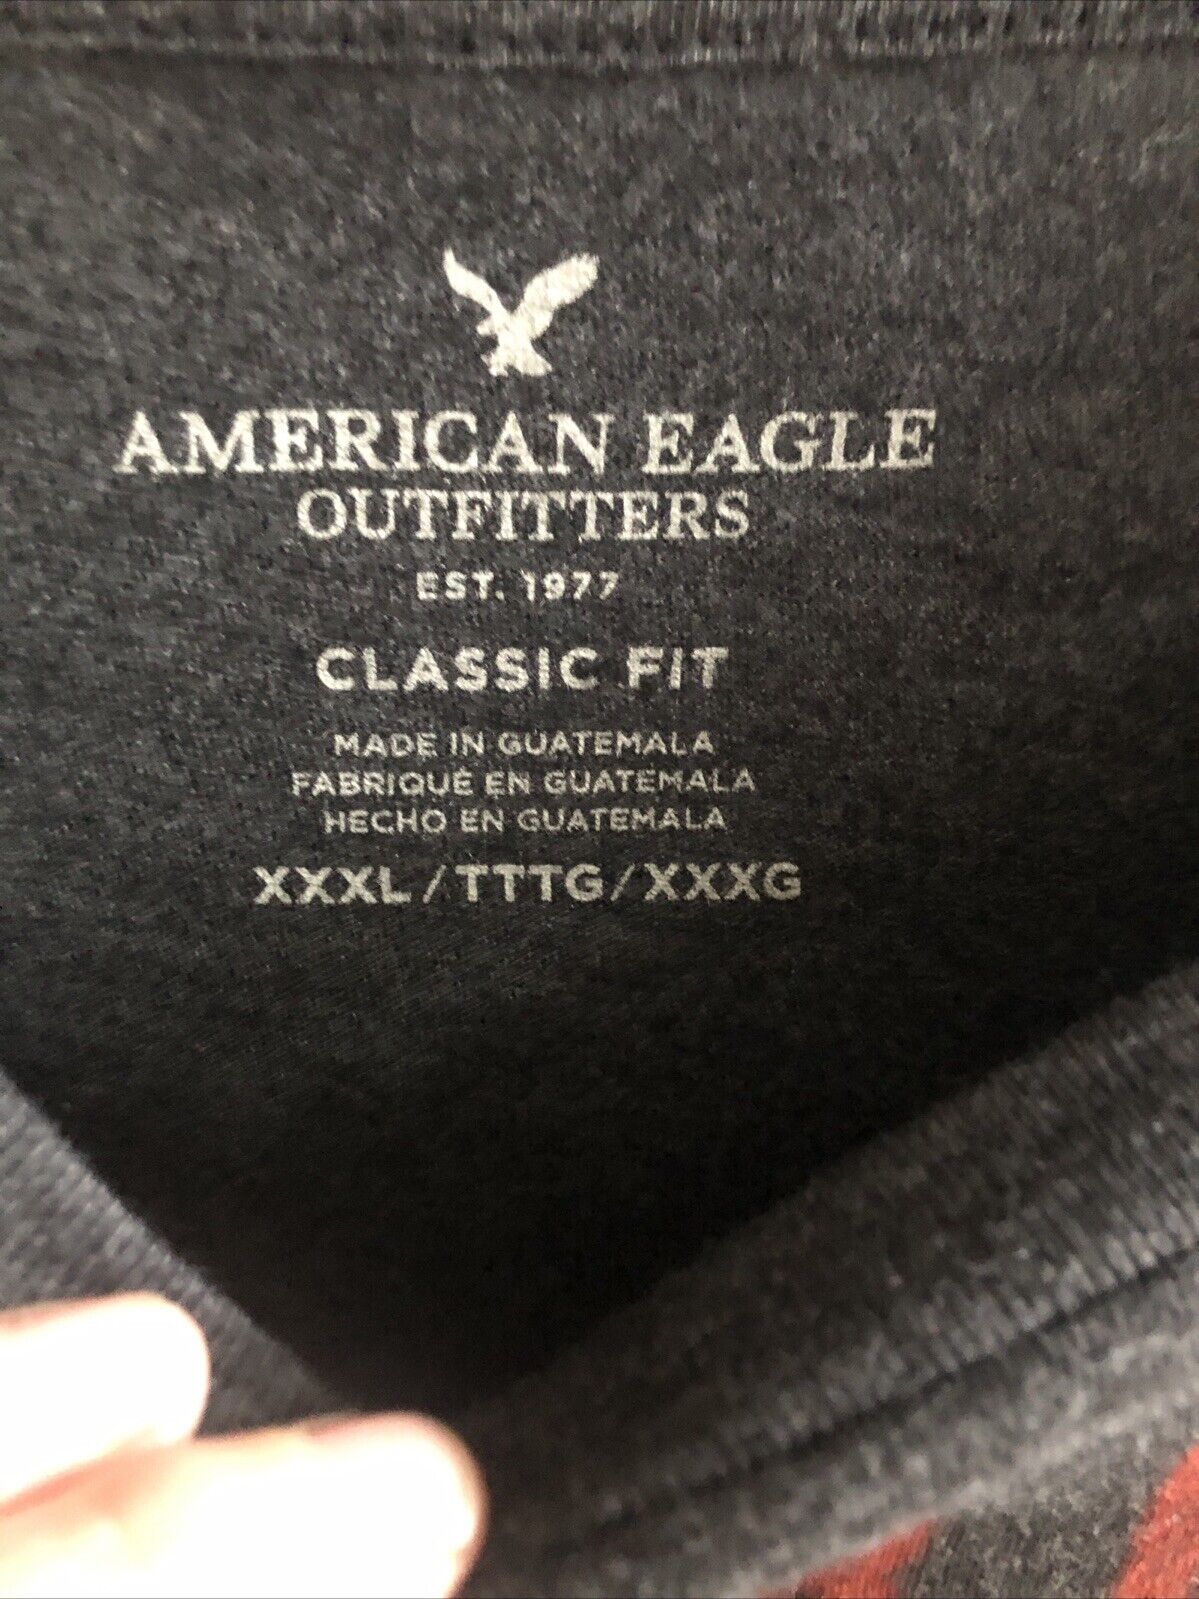 AMERICAN EAGLE
OUTFITTERS
EST. 1977
CLASSIC FIT
MADE IN GUATEMALA
FABRIQUÉ EN GUATEMALA
HECHO EN GUATEMALA
XXXL/TTTG/XXXG